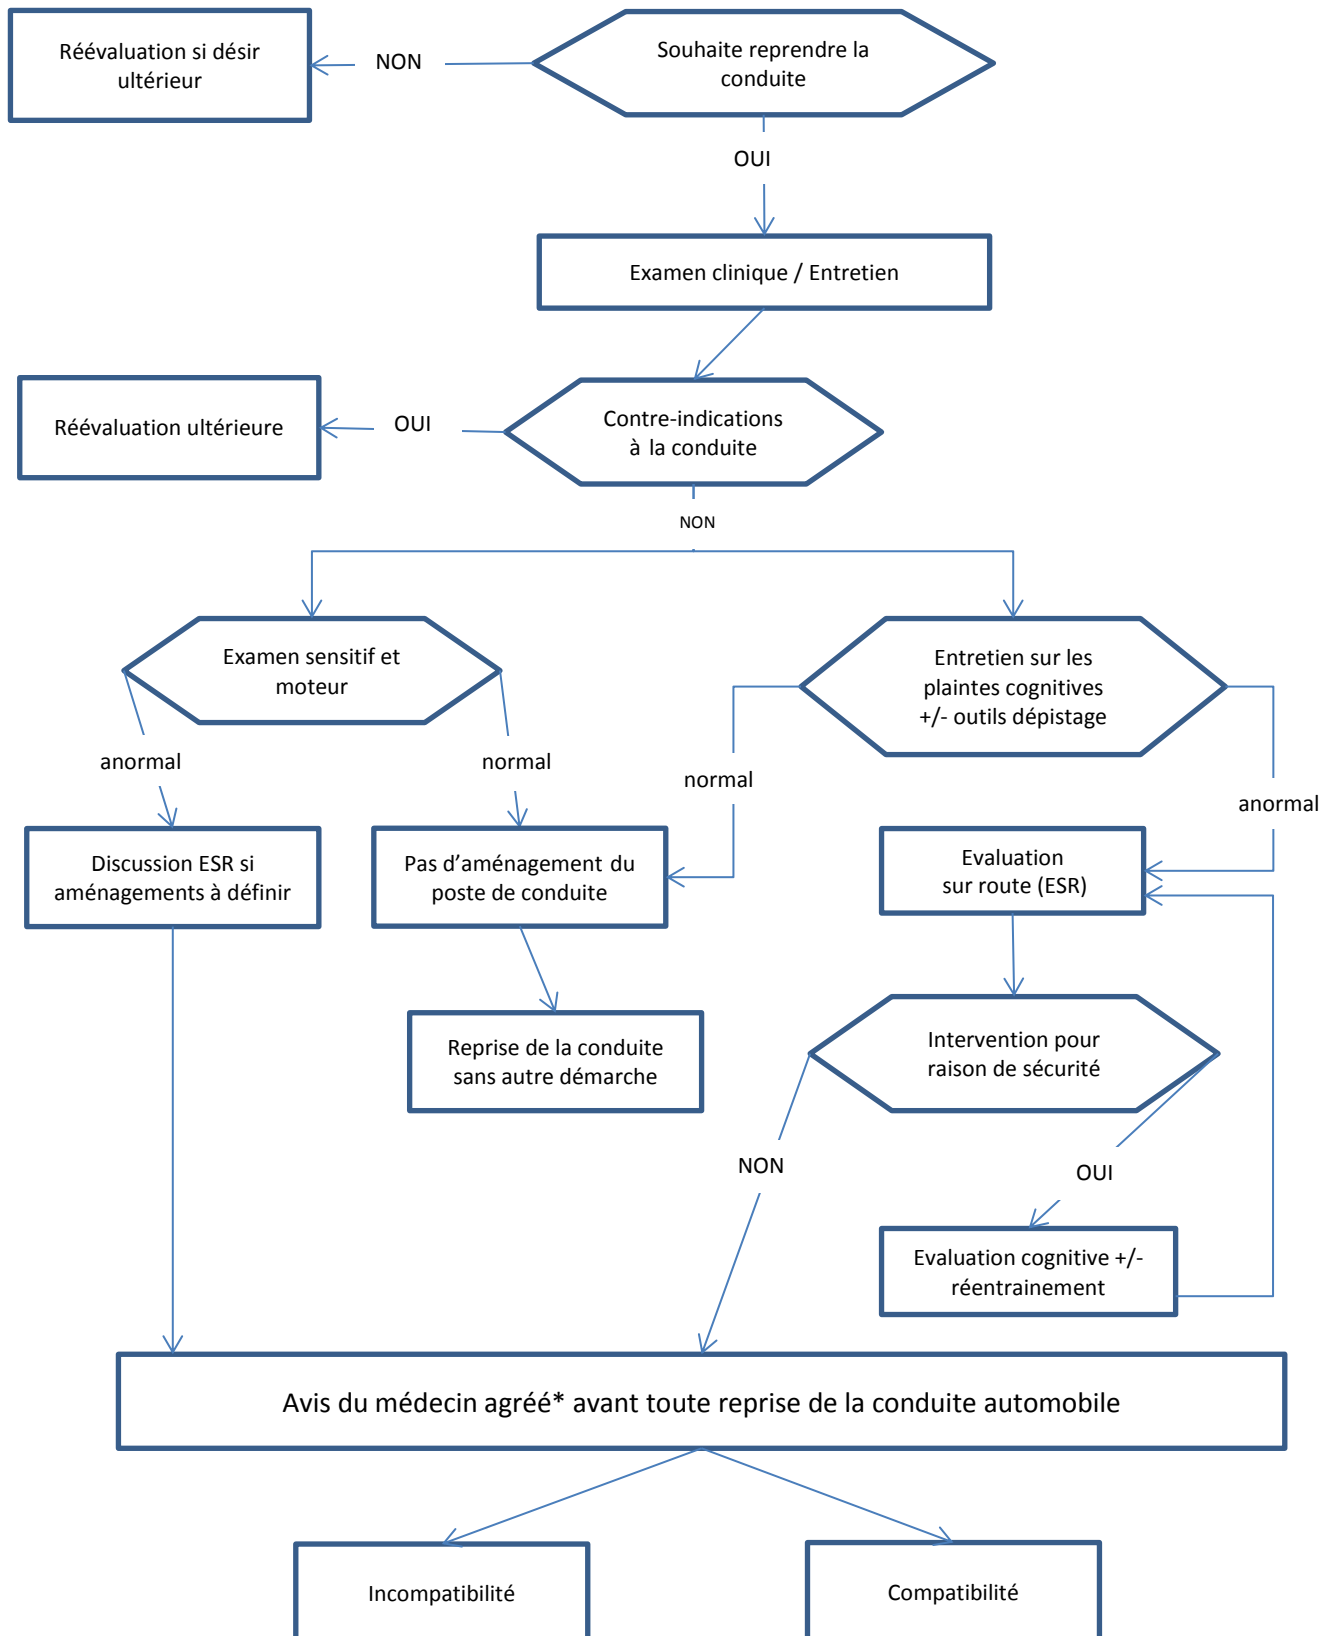 Réévaluation si désir
ultérieur
NON
Souhaite reprendre la
conduite
OUI
Examen clinique / Entretien
Réévaluation ultérieure
OUI
Contre-indications
à la conduite
NON
Examen sensitif et
moteur
Entretien sur les
plaintes cognitives
+/- outils dépistage
anormal
normal
normal
anormal
Discussion ESR si
aménagements à définir
Pas d’aménagement du
poste de conduite
Evaluation
sur route (ESR)
Reprise de la conduite
sans autre démarche
Intervention pour
raison de sécurité
NON
OUI
Evaluation cognitive +/-
réentrainement
Avis du médecin agréé* avant toute reprise de la conduite automobile
Incompatibilité
Compatibilité